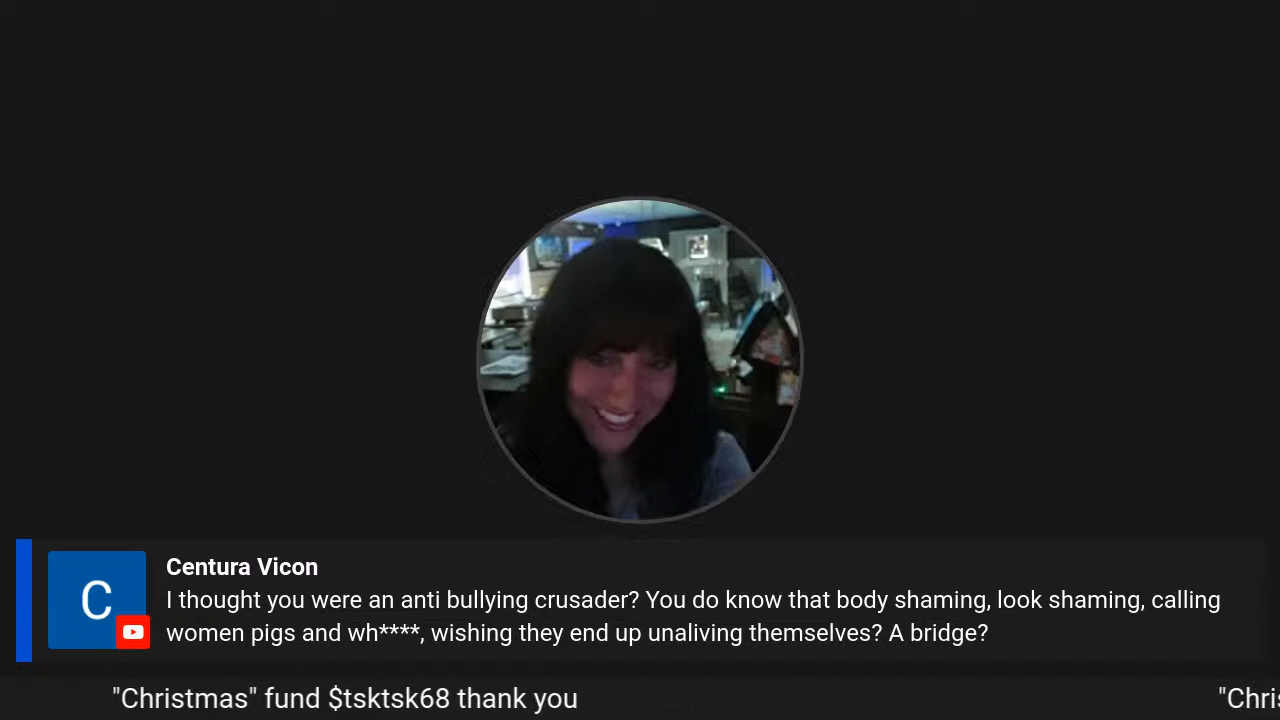 C
Centura Vicon
I thought you were an anti bullying crusader? You do know that body shaming, look shaming, calling
women pigs and wh****, wishing they end up unaliving themselves? A bridge?
"Christmas" fund $tsktsk68 thank you
"Chris